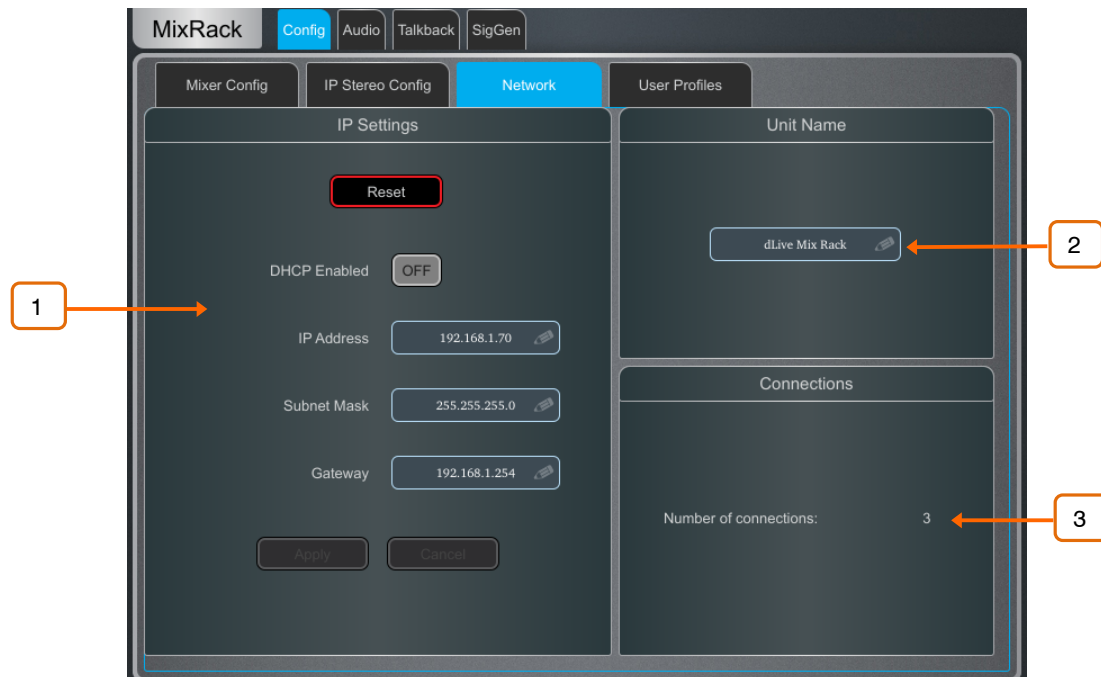 MixRack Config Audio Talkback SigGen
Mixer Config IP Stereo Config Network User Profiles
IP Settings
Reset
DHCP Enabled OFF
IP Address 192.168.1.70
Subnet Mask 255.255.255.0
Gateway 192.168.1.254
Apply Cancel
1
Unit Name
dLive Mix Rack
2
Connections
Number of connections: 3
3